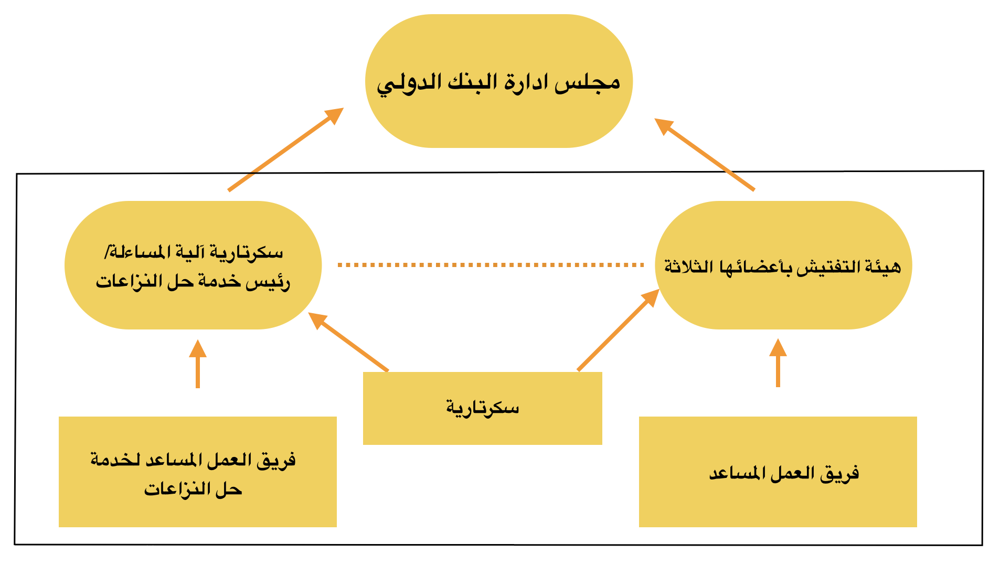 مجلس ادارة البنك الدولي
هيئة التفتيش بأعضائها الثلاثة
سكرتارية آلية المساءلة/
رئيس خدمة حل النزاعات
سكرتارية
فريق العمل المساعد
فريق العمل المساعد لخدمة
حل النزاعات